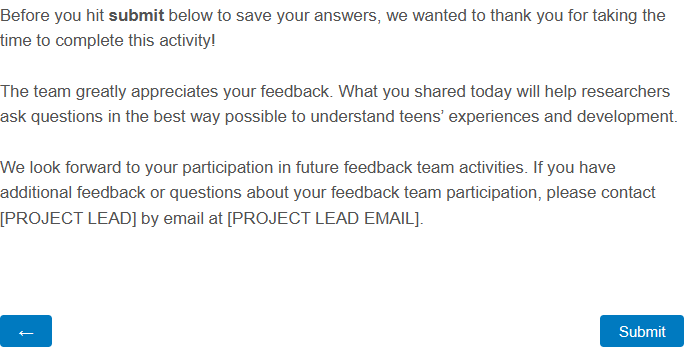 Before you hit submit below to save your answers, we wanted to thank you for taking the
time to complete this activity!
The team greatly appreciates your feedback. What you shared today will help researchers
ask questions in the best way possible to understand teens’ experiences and development.
We look forward to your participation in future feedback team activities. If you have
additional feedback or questions about your feedback team participation, please contact
[PROJECT LEAD] by email at [PROJECT LEAD EMAIL].
← Submit